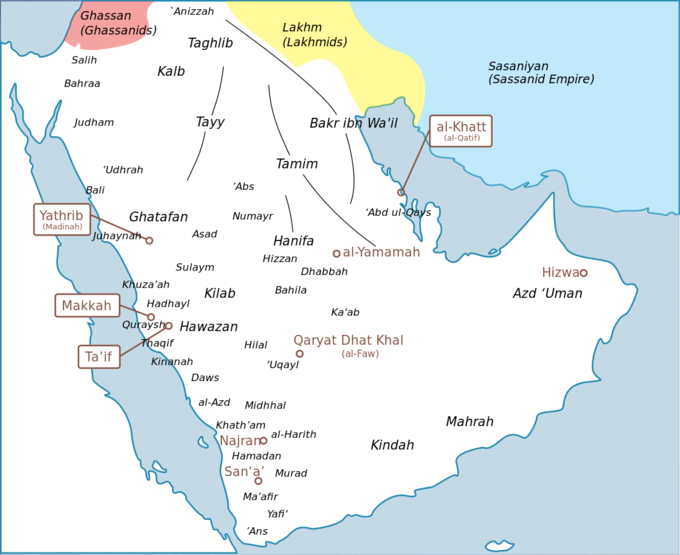 Ghassan
(Ghassanids)
`Anizzah
Lakhm
(Lakhmids)
Taghlib
Salih
Kalb
Bahraa
Sasaniyan
(Sassanid Empire)
Judham
Tayy
Bakr ibn Wa'il
al-Khatt
(al-Qatif)
Tamim
‘Udhrah
Bali
‘Abs
Yathrib
(Madinah)
Ghatafan
Numayr
‘Abd ul-Qays
Juhaynah
Asad
Hanifa
al-Yamamah
Hizzan
Sulaym
Dhabbah
Hizwa
Khuza’ah
Kilab
Bahila
Azd ‘Uman
Makkah
Hadhayl
Ka‘ab
Quraysh
Hawazan
Ta’if
Thaqif
Hilal
Qaryat Dhat Khal
(al-Faw)
Kinanah
‘Uqayl
Daws
al-Azd
Midhhal
Mahrah
Khath’am
Najran
al-Harith
Kindah
Hamadan
San‘a’
Murad
Ma’afir
Yafi’
‘Ans